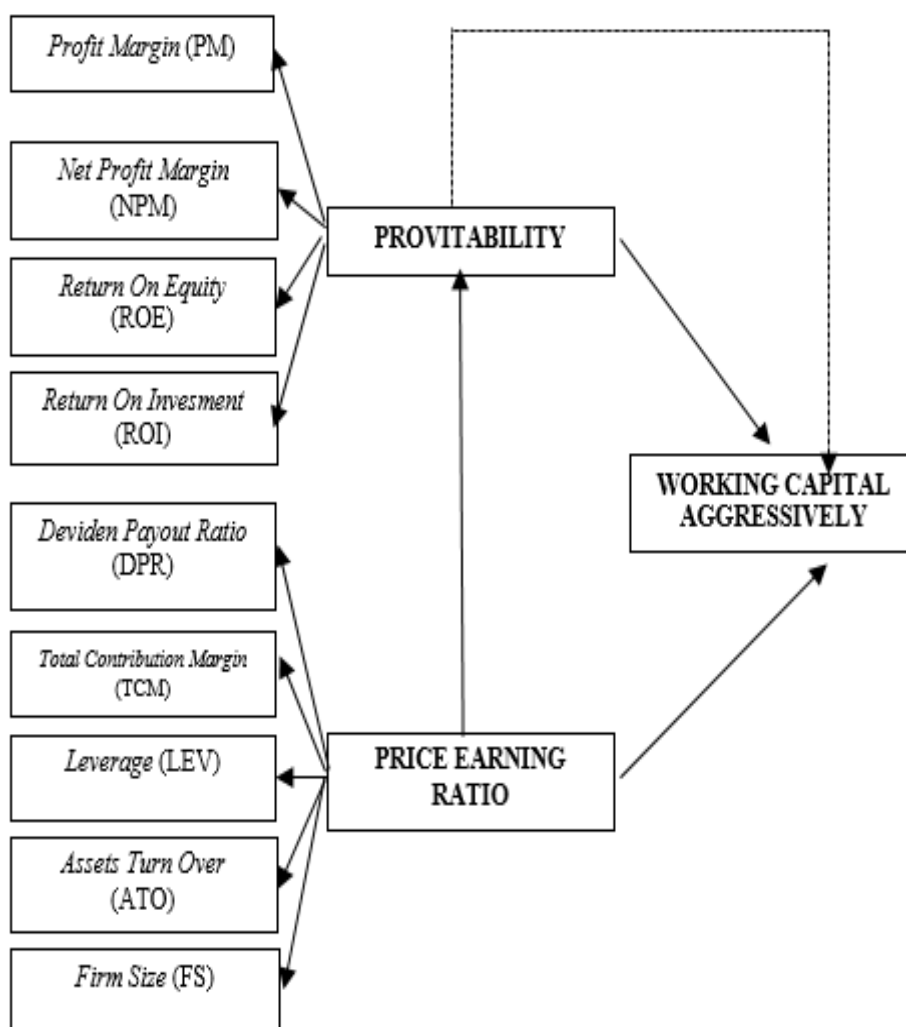 Profit Margin (PM)
Net Profit Margin
(NPM)
PROVITABILITY
Return On Equity
(ROE)
Return On Invesment
(ROI)
WORKING CAPITAL
AGGRESSIVELY
Deviden Payout Ratio
(DPR)
Total Contribution Margin
(TCM)
Leverage (LEV)
PRICE EARNING
RATIO
Assets Turn Over
(ATO)
Firm Size (FS)